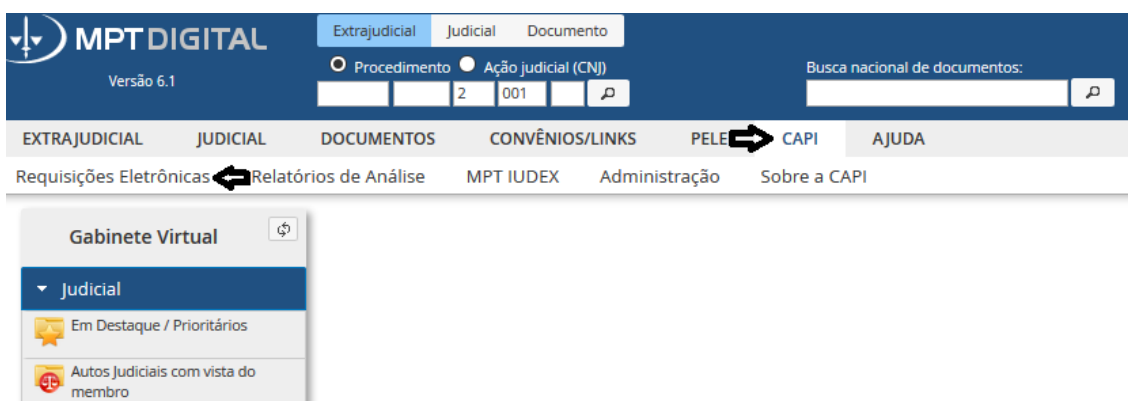 MPT DIGITAL
Versão 6.1
Extrajudicial Judicial Documento
Procedimento Ação judicial (CNJ)
2 001
Busca nacional de documentos:
EXTRAJUDICIAL JUDICIAL DOCUMENTOS CONVÊNIOS/LINKS PELE CAPI AJUDA
Requisições Eletrônicas Relatórios de Análise MPT IUDEX Administração Sobre a CAPI
Gabinete Virtual
Judicial
Em Destaque / Prioritários
Autos Judiciais com vista do
membro